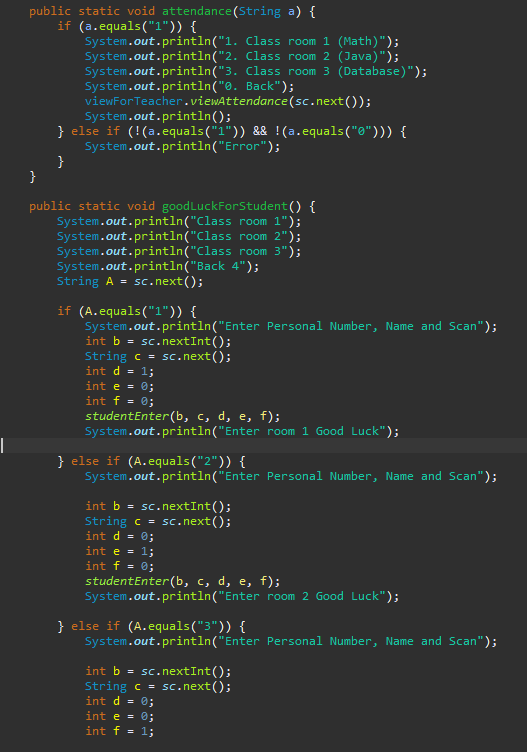 public static void attendance(String a) {
if (a.equals("1")) {
System.out.println("1. Class room 1 (Math)");
System.out.println("2. Class room 2 (Java)");
System.out.println("3. Class room 3 (Database)");
System.out.println("0. Back");
viewForTeacher.viewAttendance(sc.next());
System.out.println();
} else if (!(a.equals("1")) && !(a.equals("0"))) {
System.out.println("Error");
}
}
public static void goodLuckForStudent() {
System.out.println("Class room 1");
System.out.println("Class room 2");
System.out.println("Class room 3");
System.out.println("Back 4");
String A = sc.next();
if (A.equals("1")) {
System.out.println("Enter Personal Number, Name and Scan");
int b = sc.nextInt();
String c = sc.next();
int d = 1;
int e = 0;
int f = 0;
studentEnter(b, c, d, e, f);
System.out.println("Enter room 1 Good Luck");
} else if (A.equals("2")) {
System.out.println("Enter Personal Number, Name and Scan");
int b = sc.nextInt();
String c = sc.next();
int d = 0;
int e = 1;
int f = 0;
studentEnter(b, c, d, e, f);
System.out.println("Enter room 2 Good Luck");
} else if (A.equals("3")) {
System.out.println("Enter Personal Number, Name and Scan");
int b = sc.nextInt();
String c = sc.next();
int d = 0;
int e = 0;
int f = 1;